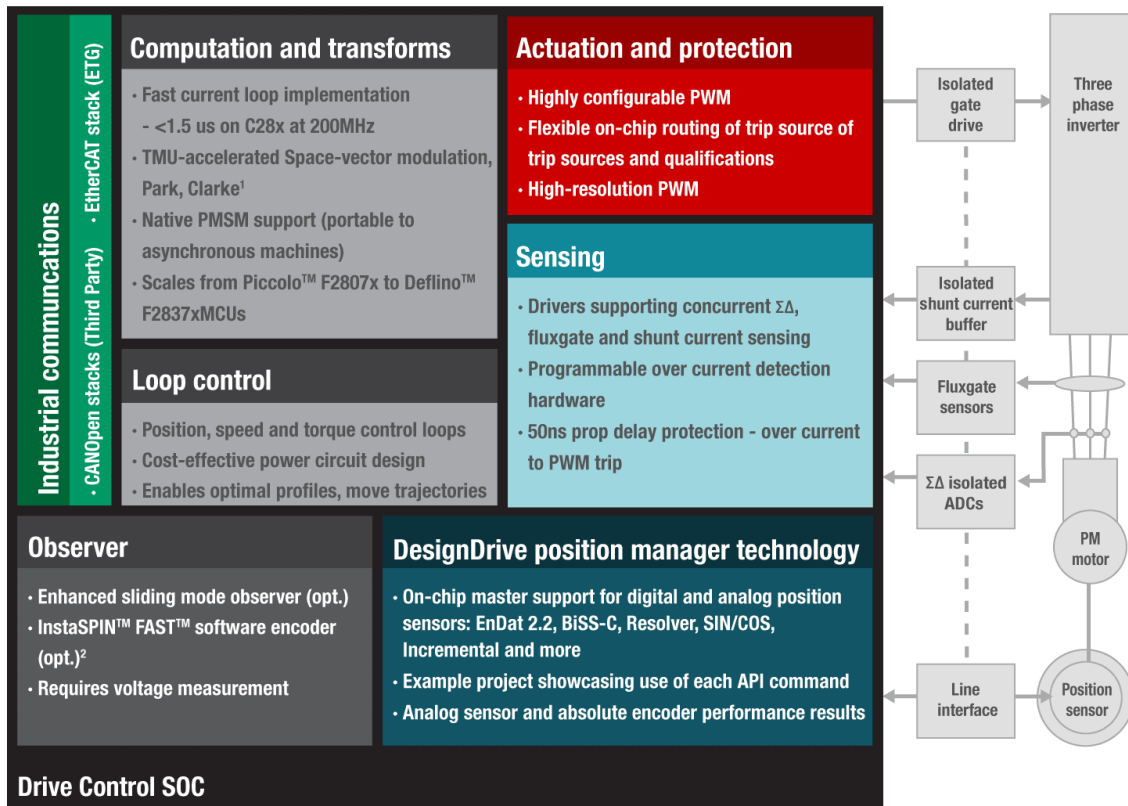 Industrial communcations
· CANOpen stacks (Third Party) · EtherCAT stack (ETG)
Computation and transforms
· Fast current loop implementation
- <1.5 us on C28x at 200MHz
· TMU-accelerated Space-vector modulation,
Park, Clarke¹
· Native PMSM support (portable to
asynchronous machines)
· Scales from Piccolo™ F2807x to Deflino™
F2837xMCUs
Loop control
· Position, speed and torque control loops
· Cost-effective power circuit design
· Enables optimal profiles, move trajectories
Actuation and protection
· Highly configurable PWM
· Flexible on-chip routing of trip source of
trip sources and qualifications
· High-resolution PWM
Sensing
· Drivers supporting concurrent ΣΔ,
fluxgate and shunt current sensing
· Programmable over current detection
hardware
· 50ns prop delay protection - over current
to PWM trip
Observer
· Enhanced sliding mode observer (opt.)
· InstaSPIN™ FAST™ software encoder
(opt.)²
· Requires voltage measurement
DesignDrive position manager technology
· On-chip master support for digital and analog position
sensors: EnDat 2.2, BiSS-C, Resolver, SIN/COS,
Incremental and more
· Example project showcasing use of each API command
· Analog sensor and absolute encoder performance results
Drive Control SOC
Isolated
gate
drive
Three
phase
inverter
Isolated
shunt current
buffer
Fluxgate
sensors
ΣΔ isolated
ADCs
PM
motor
Line
interface
Position
sensor